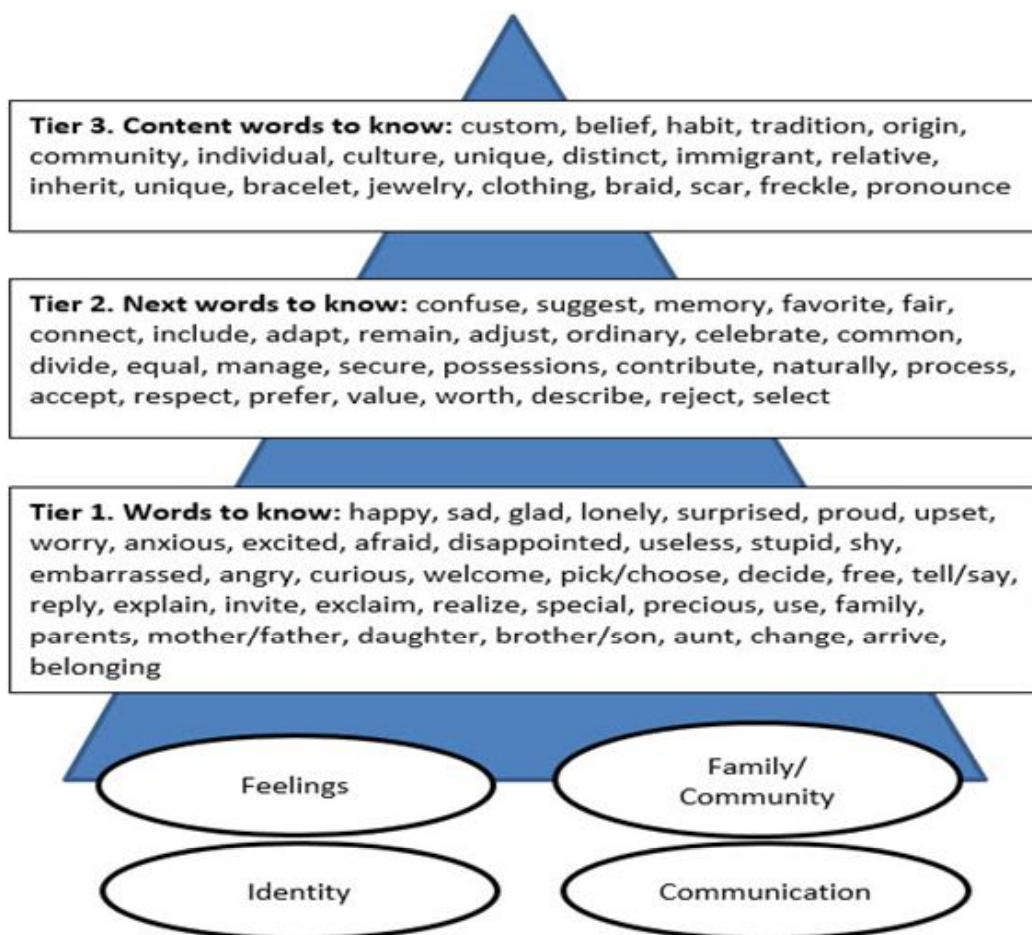 Tier 3. Content words to know: custom, belief, habit, tradition, origin,
community, individual, culture, unique, distinct, immigrant, relative,
inherit, unique, bracelet, jewelry, clothing, braid, scar, freckle, pronounce
Tier 2. Next words to know: confuse, suggest, memory, favorite, fair,
connect, include, adapt, remain, adjust, ordinary, celebrate, common,
divide, equal, manage, secure, possessions, contribute, naturally, process,
accept, respect, prefer, value, worth, describe, reject, select
Tier 1. Words to know: happy, sad, glad, lonely, surprised, proud, upset,
worry, anxious, excited, afraid, disappointed, useless, stupid, shy,
embarrassed, angry, curious, welcome, pick/choose, decide, free, tell/say,
reply, explain, invite, exclaim, realize, special, precious, use, family,
parents, mother/father, daughter, brother/son, aunt, change, arrive,
belonging
Feelings
Family/
Community
Identity
Communication